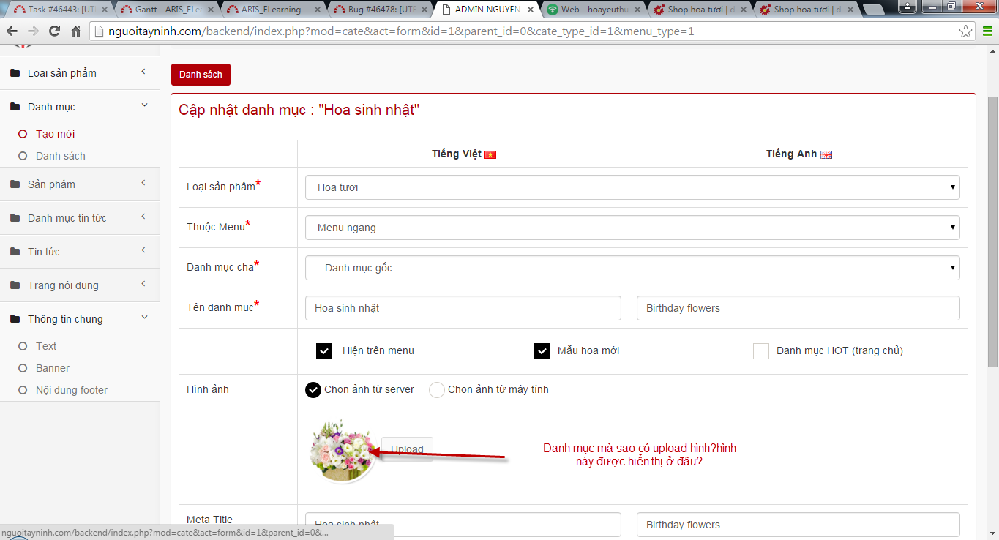 Task #46443: [UT
Gantt - ARIS_ELe
ARIS_ELearning -
Bug #46478: [UTE
ADMIN NGUYEN
Web - hoayeuthu
Shop hoa tươi | đ
Shop hoa tươi | đ
nguoitayninh.com/backend/index.php?mod=cate&act=form&id=1&parent_id=0&cate_type_id=1&menu_type=1
Loại sản phẩm
Danh mục
Tạo mới
Danh sách
Sản phẩm
Danh mục tin tức
Tin tức
Trang nội dung
Thông tin chung
Text
Banner
Nội dung footer
Danh sách
Cập nhật danh mục : "Hoa sinh nhật"
Tiếng Việt
Tiếng Anh
Loại sản phẩm*
Hoa tươi
Thuộc Menu*
Menu ngang
Danh mục cha*
--Danh mục gốc--
Tên danh mục*
Hoa sinh nhật
Birthday flowers
Hiện trên menu
Mẫu hoa mới
Danh mục HOT (trang chủ)
Hình ảnh
Chọn ảnh từ server
Chọn ảnh từ máy tính
Upload
Danh mục mà sao có upload hình?hình
này được hiển thị ở đâu?
Meta Title
Hoa sinh nhật
Birthday flowers
nguoitayninh.com/backend/index.php?mod=cate&act=form&id=1&parent_id=0&...